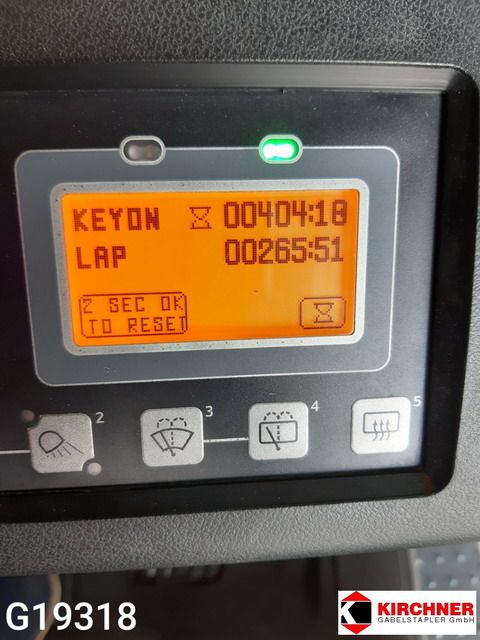 KEYON 00404:18
LAP 00265:51
2 SEC OK
TO RESET
2 3 4 5
G19318
KIRCHNER
GABELSTAPLER GmbH